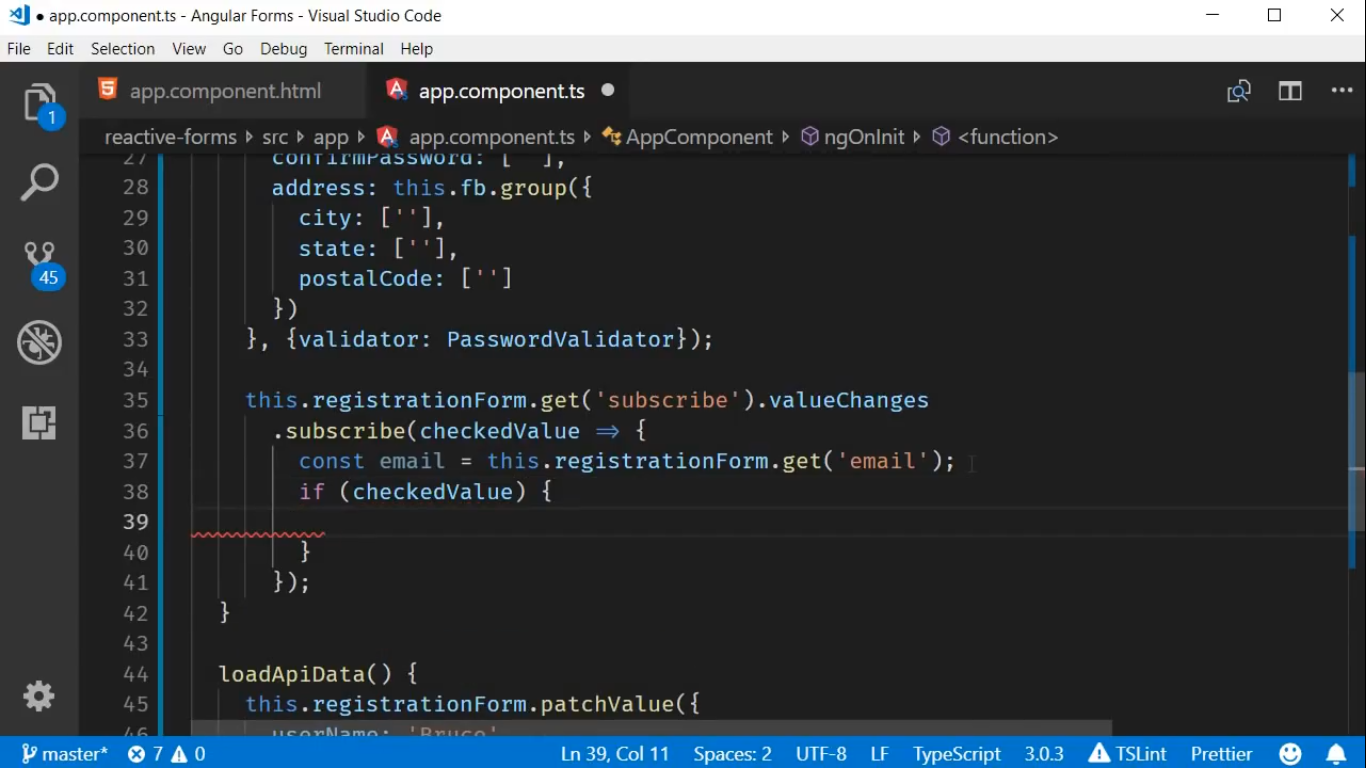 app.component.ts - Angular Forms - Visual Studio Code
File Edit Selection View Go Debug Terminal Help
1
app.component.html app.component.ts
reactive-forms src app app.component.ts AppComponent ngOnInit <function>
27 confirmPassword: [''],
28 address: this.fb.group({
29 city: [''],
30 state: [''],
31 postalCode: ['']
32 })
33 }, {validator: PasswordValidator});
34
35 this.registrationForm.get('subscribe').valueChanges
36 .subscribe(checkedValue => {
37 const email = this.registrationForm.get('email');
38 if (checkedValue) {
39
40 }
41 });
42 }
43
44 loadApiData() {
45 this.registrationForm.patchValue({
46 userName: 'Bruce'
45
master* 7 0 Ln 39, Col 11 Spaces: 2 UTF-8 LF TypeScript 3.0.3 TSLint Prettier